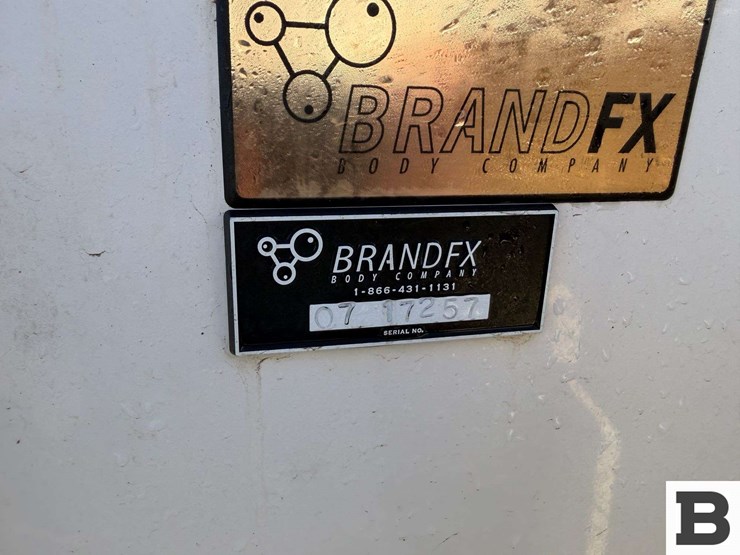 BRANDFX
BODY COMPANY
BRANDFX
BODY COMPANY
1-866-431-1131
07 17257
SERIAL NO.
B